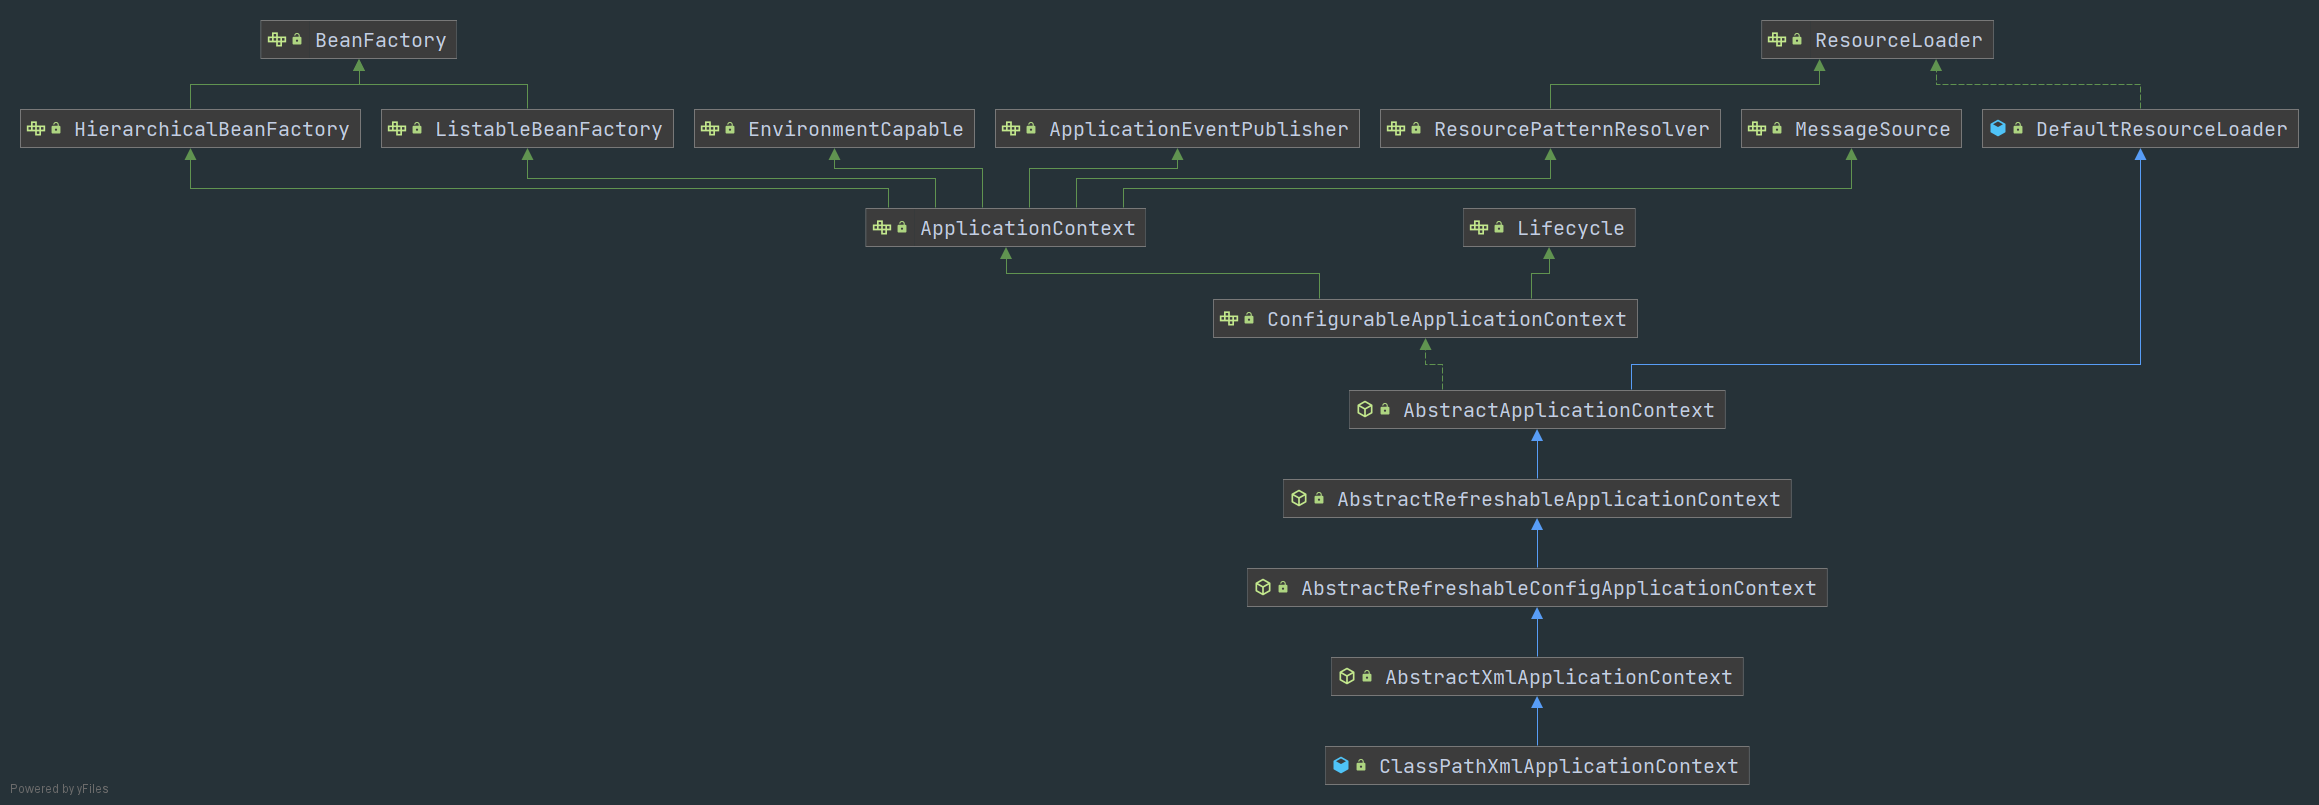 BeanFactory
ResourceLoader
HierarchicalBeanFactory
ListableBeanFactory
EnvironmentCapable
ApplicationEventPublisher
ResourcePatternResolver
MessageSource
DefaultResourceLoader
ApplicationContext
Lifecycle
ConfigurableApplicationContext
AbstractApplicationContext
AbstractRefreshableApplicationContext
AbstractRefreshableConfigApplicationContext
AbstractXmlApplicationContext
ClassPathXmlApplicationContext
Powered by yFiles